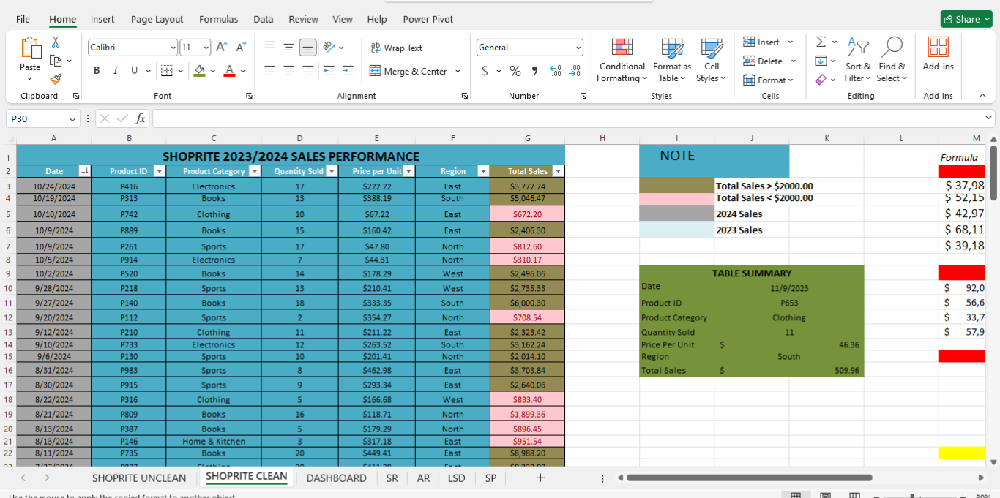 File Home Insert Page Layout Formulas Data Review View Help Power Pivot Share
Calibri 11 Wrap Text General Insert
Paste Conditional Formatting Format as Table Cell Styles Delete Sort & Filter Find & Select Add-ins
B I U Merge & Center $ % Format
Clipboard Font Alignment Number Styles Cells Editing Add-ins
P30 fx
A B C D E F G H I J K L M
1 SHOPRITE 2023/2024 SALES PERFORMANCE NOTE Formula
2 Date Product ID Product Category Quantity Sold Price per Unit Region Total Sales
3 10/24/2024 P416 Electronics 17 $222.22 East $3,777.74 Total Sales > $2000.00 $ 37,98
4 10/19/2024 P313 Books 13 $388.19 South $5,046.47 Total Sales < $2000.00 $ 52,15
5 10/10/2024 P742 Clothing 10 $67.22 East $672.20 2024 Sales $ 42,97
6 10/9/2024 P889 Books 15 $160.42 East $2,406.30 2023 Sales $ 68,11
7 10/9/2024 P261 Sports 17 $47.80 North $812.60 $ 39,18
8 10/5/2024 P914 Electronics 7 $44.31 North $310.17
9 10/2/2024 P520 Books 14 $178.29 West $2,496.06 TABLE SUMMARY
10 9/28/2024 P218 Sports 13 $210.41 West $2,735.33 Date 11/9/2023 $ 92,0
11 9/27/2024 P140 Books 18 $333.35 South $6,000.30 Product ID P653 $ 56,6
12 9/20/2024 P112 Sports 2 $354.27 North $708.54 Product Category Clothing $ 33,7
13 9/12/2024 P210 Clothing 11 $211.22 East $2,323.42 Quantity Sold 11 $ 57,9
14 9/10/2024 P733 Electronics 12 $263.52 South $3,162.24 Price Per Unit $ 46.36
15 9/6/2024 P130 Sports 10 $201.41 North $2,014.10 Region South
16 8/31/2024 P983 Sports 8 $462.98 East $3,703.84 Total Sales $ 509.96
17 8/30/2024 P915 Sports 9 $293.34 East $2,640.06
18 8/22/2024 P316 Clothing 5 $166.68 West $833.40
19 8/21/2024 P809 Books 16 $118.71 North $1,899.36
20 8/13/2024 P387 Books 5 $179.29 North $896.45
21 8/13/2024 P146 Home & Kitchen 3 $317.18 East $951.54
22 8/11/2024 P735 Books 20 $449.41 East $8,988.20
SHOPRITE UNCLEAN SHOPRITE CLEAN DASHBOARD SR AR LSD SP
Use the mouse to apply the copied format to another object 80%